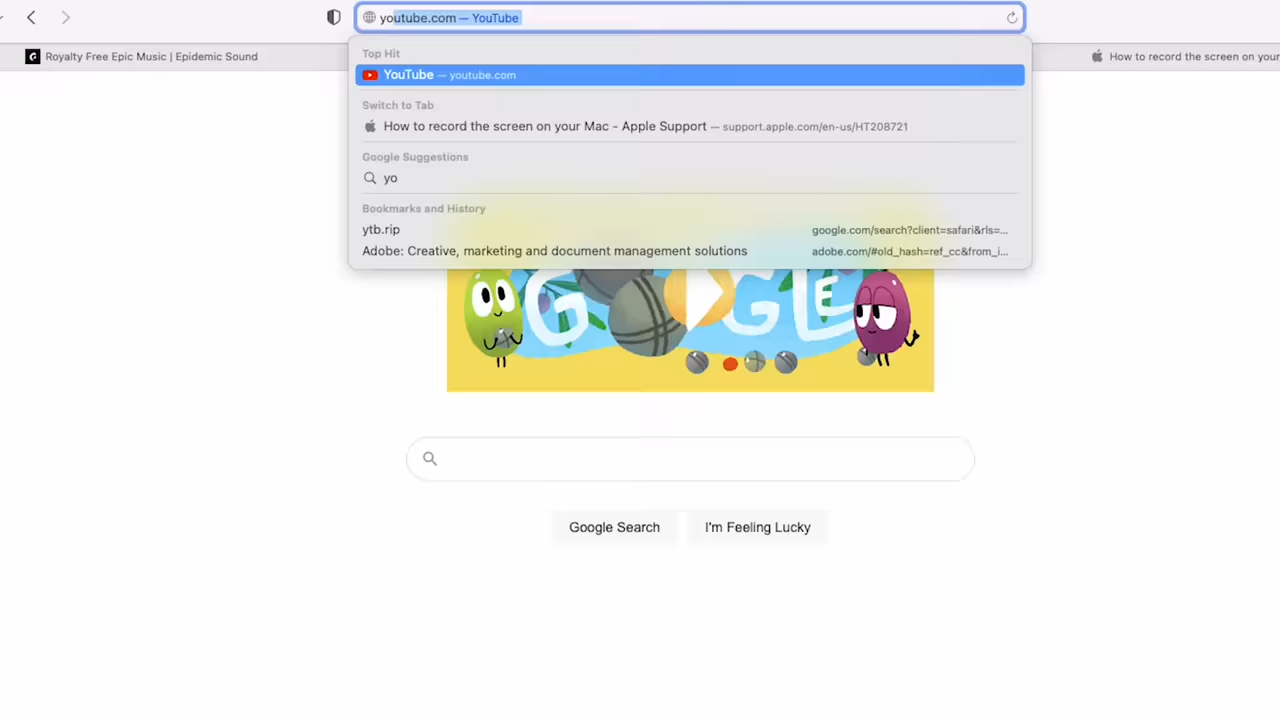 youtube.com — YouTube
Royalty Free Epic Music | Epidemic Sound
How to record the screen on your
Top Hit
YouTube — youtube.com
Switch to Tab
How to record the screen on your Mac - Apple Support — support.apple.com/en-us/HT208721
Google Suggestions
yo
Bookmarks and History
ytb.rip google.com/search?client=safari&rls=...
Adobe: Creative, marketing and document management solutions adobe.com/#old_hash=ref_cc&from_i...
GOOGLE
Google Search
I'm Feeling Lucky